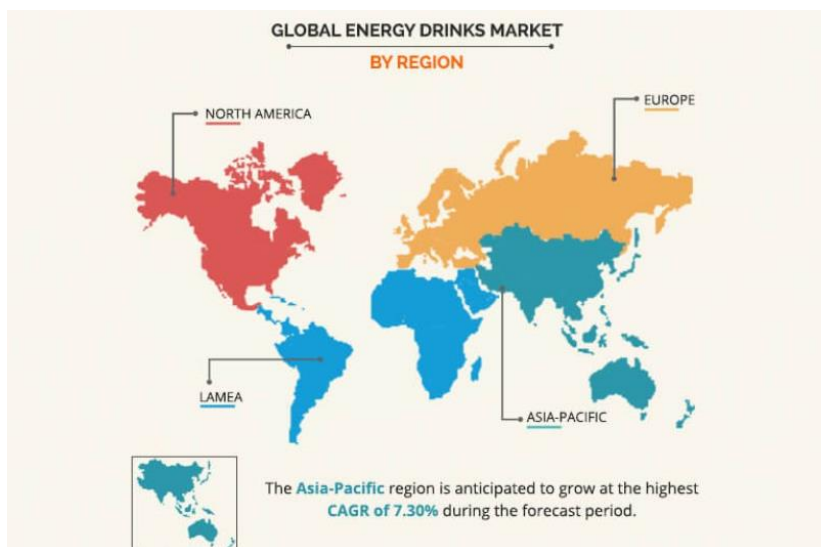 GLOBAL ENERGY DRINKS MARKET
BY REGION
NORTH AMERICA
EUROPE
LAMEA
ASIA-PACIFIC
The Asia-Pacific region is anticipated to grow at the highest
CAGR of 7.30% during the forecast period.